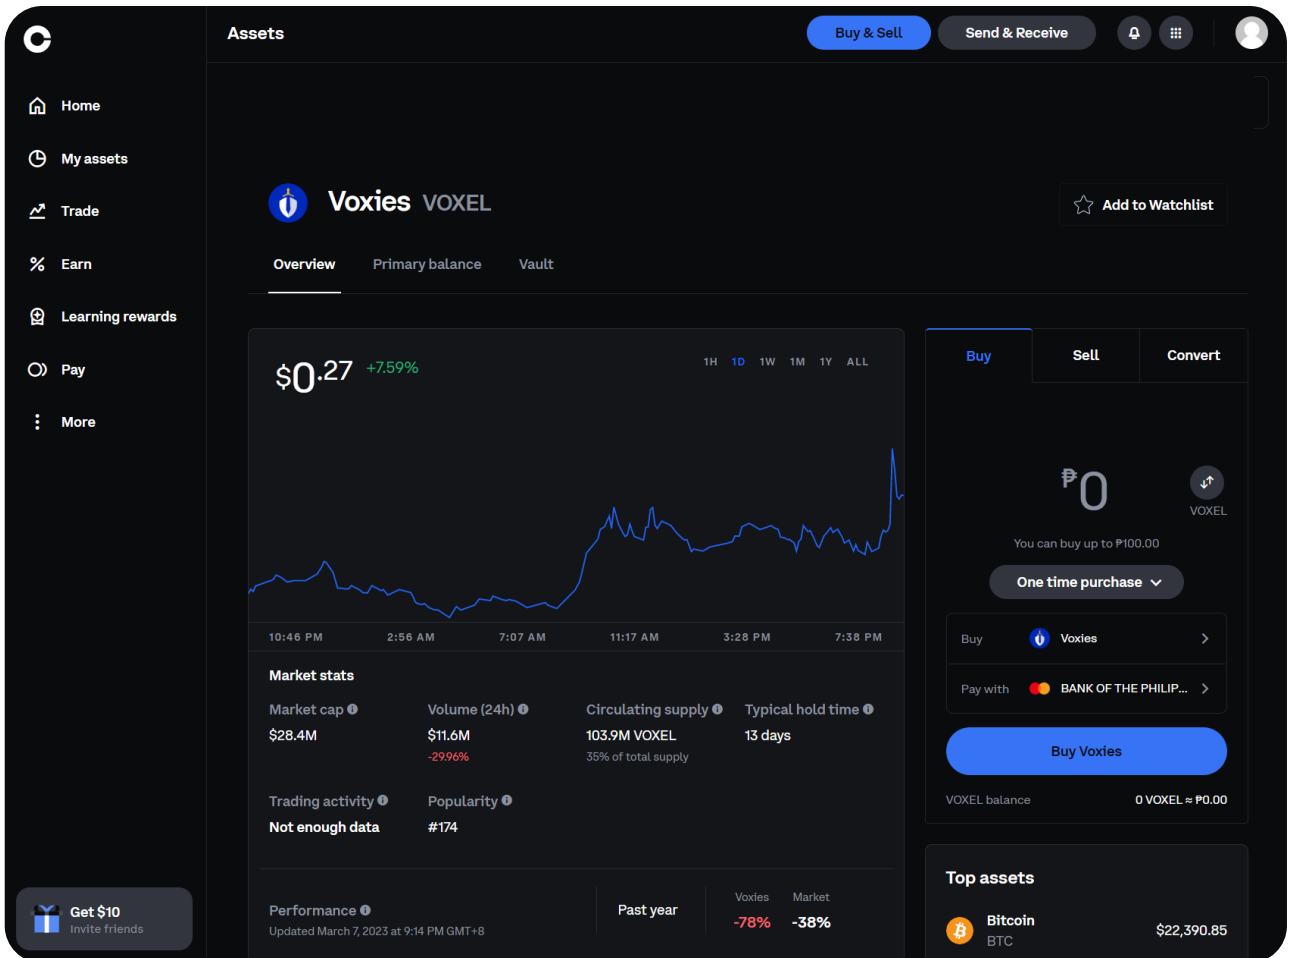 Assets
Buy & Sell
Send & Receive
Home
My assets
Trade
Earn
Learning rewards
Pay
More
Get $10
Invite friends
Voxies VOXEL
Add to Watchlist
Overview
Primary balance
Vault
$0.27 +7.59%
1H 1D 1W 1M 1Y ALL
10:46 PM 2:56 AM 7:07 AM 11:17 AM 3:28 PM 7:38 PM
Market stats
Market cap
$28.4M
Volume (24h)
$11.6M
-29.96%
Circulating supply
103.9M VOXEL
35% of total supply
Typical hold time
13 days
Trading activity
Not enough data
Popularity
#174
Performance
Updated March 7, 2023 at 9:14 PM GMT+8
Past year
Voxies
-78%
Market
-38%
Buy
Sell
Convert
₱0
VOXEL
You can buy up to ₱100.00
One time purchase
Buy Voxies
Pay with BANK OF THE PHILIP...
Buy Voxies
VOXEL balance 0 VOXEL ≈ ₱0.00
Top assets
Bitcoin
BTC
$22,390.85